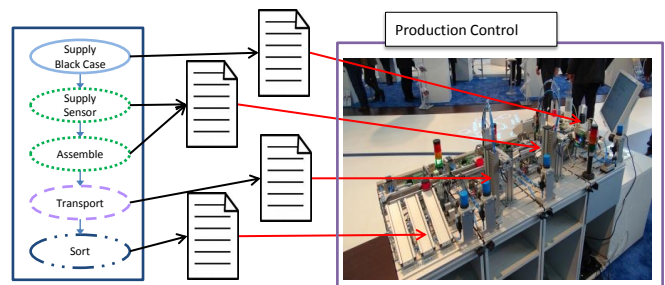 Production Control
Supply
Black Case
Supply
Sensor
Assemble
Transport
Sort